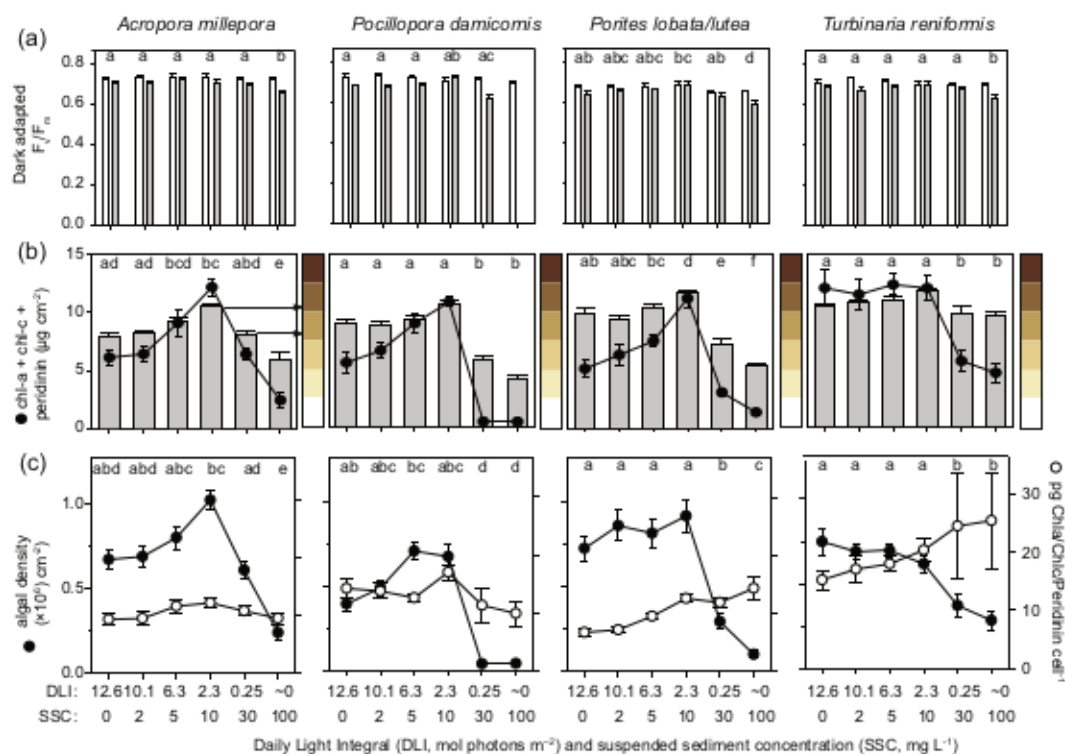 Acropora millepora Pocillopora damicornis Porites lobata/lutea Turbinaria reniformis
(a)
a a a a a b
a a a ab ac
ab abc abc bc ab d
a a a a a b
0.8
0.6
0.4
0.2
0.0
Dark adapted
Fv/Fm
(b)
ad ad bcd bc abd e
a a a a b b
ab abc bc d e f
a a a a b b
15
10
5
0
● chl-a + chl-c +
peridinin (µg cm⁻²)
(c)
abd abd abc bc ad e
ab abc bc abc d d
a a a a b c
a a a a b b
1.0
0.5
0.0
● algal density
(×10⁶) cm⁻²)
30
20
10
0
○ pg Chla/Chlc/Peridinin cell⁻¹
DLI: 12.6 10.1 6.3 2.3 0.25 ~0 12.6 10.1 6.3 2.3 0.25 ~0 12.6 10.1 6.3 2.3 0.25 ~0 12.6 10.1 6.3 2.3 0.25 ~0
SSC: 0 2 5 10 30 100 0 2 5 10 30 100 0 2 5 10 30 100 0 2 5 10 30 100
Daily Light Integral (DLI, mol photons m⁻²) and suspended sediment concentration (SSC, mg L⁻¹)